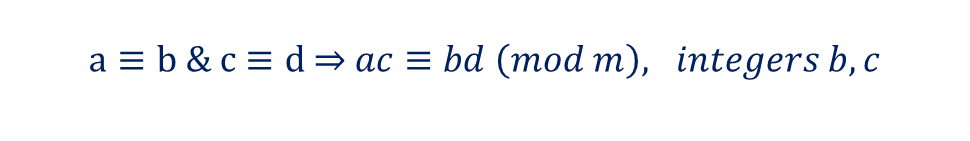 a ≡ b & c ≡ d ⇒ ac ≡ bd (mod m), integers b, c